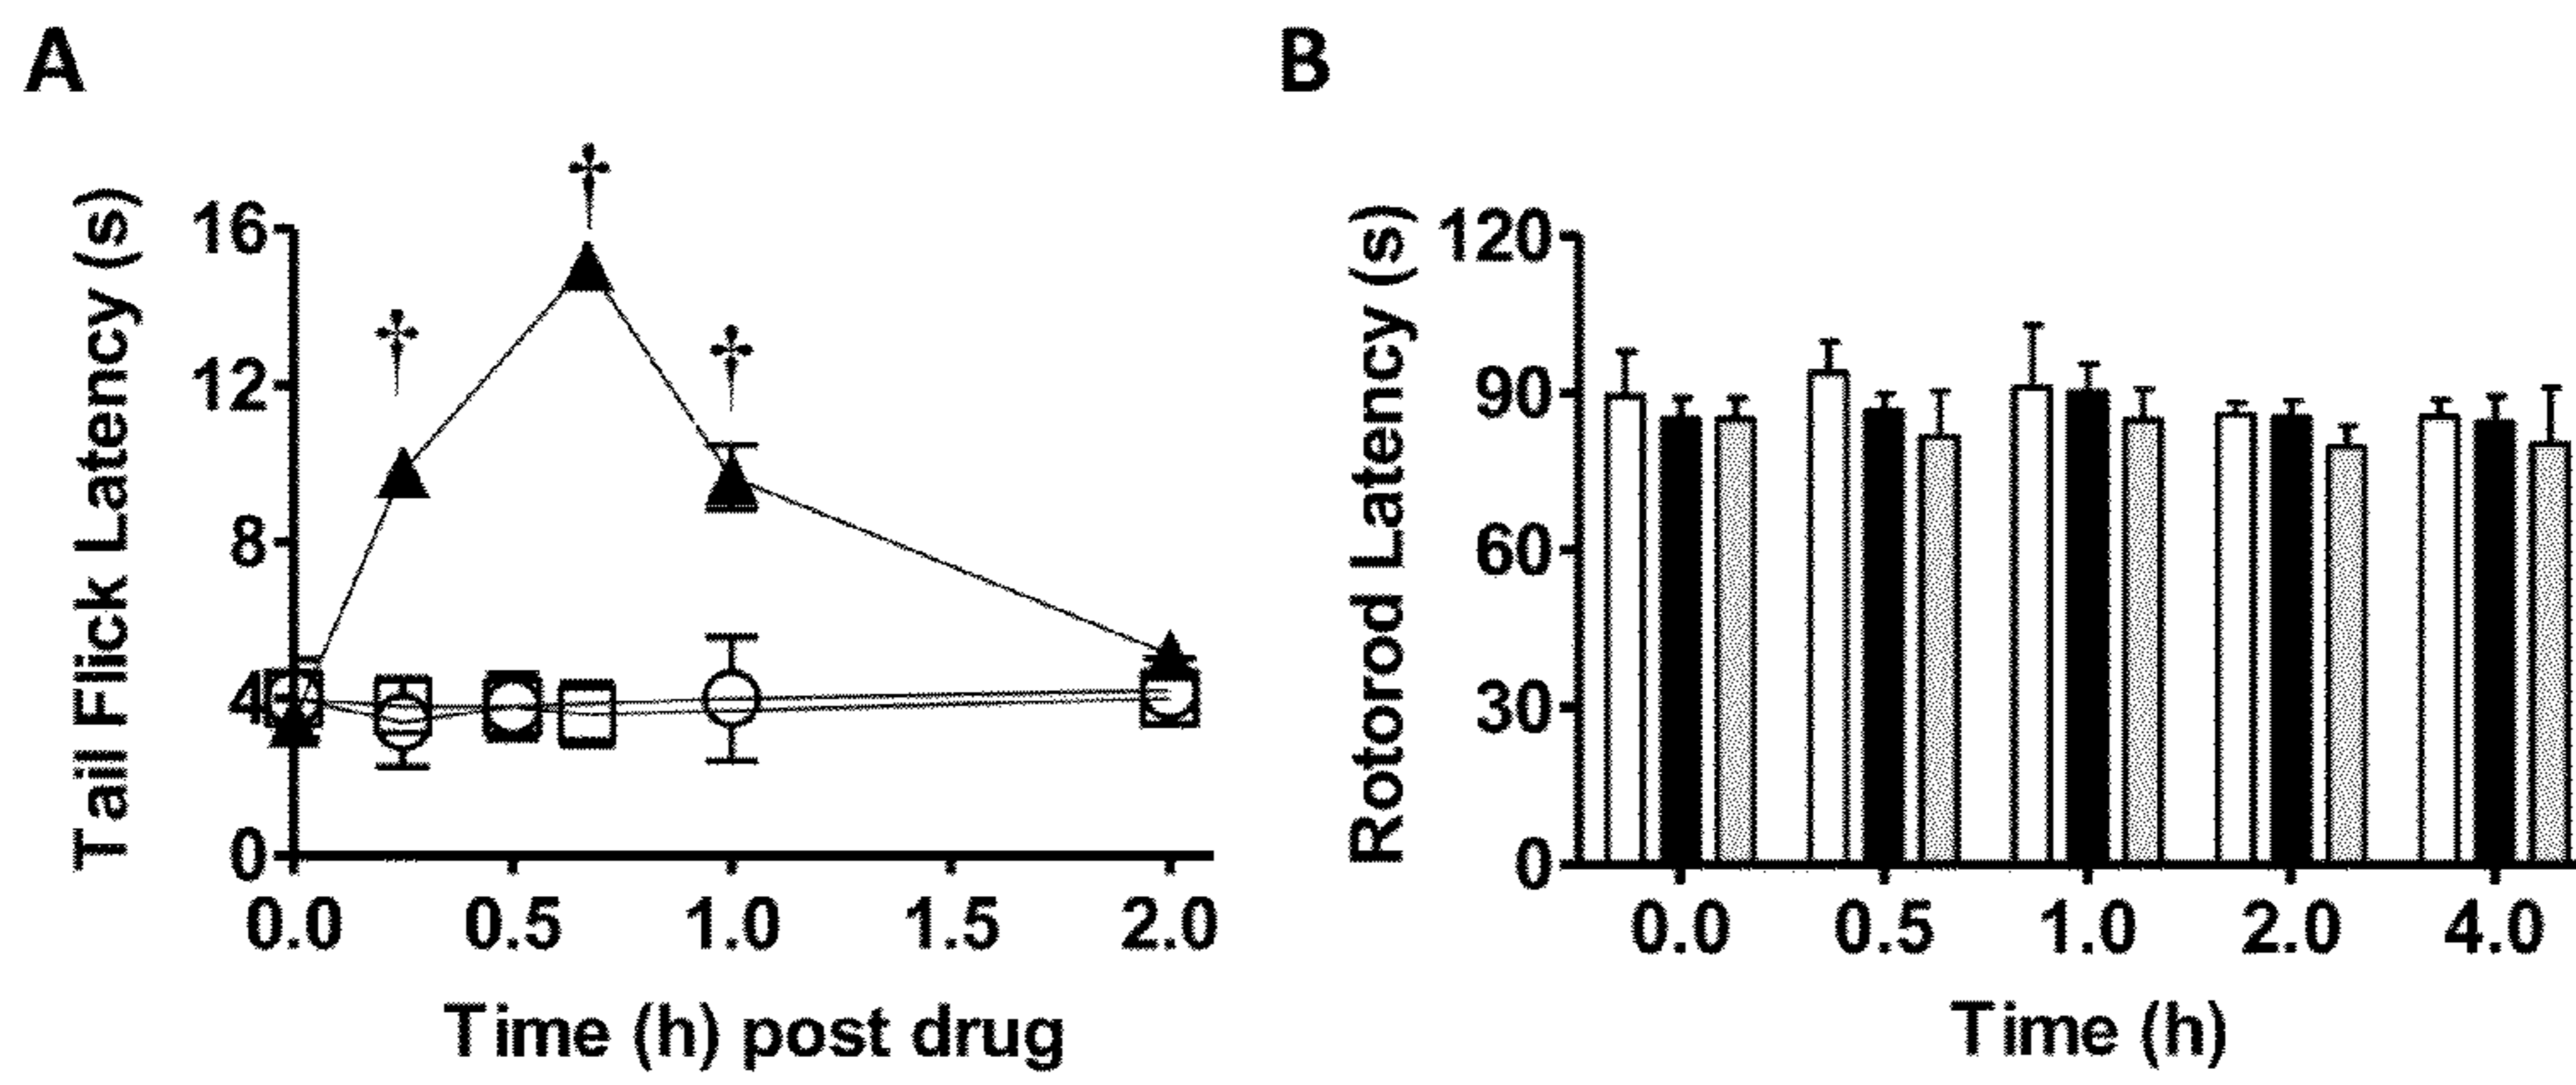 A
Tail Flick Latency (s)
16
12
8
4
0
†
†
†
0.0 0.5 1.0 1.5 2.0
Time (h) post drug
B
Rotorod Latency (s)
120
90
60
30
0
0.0 0.5 1.0 2.0 4.0
Time (h)